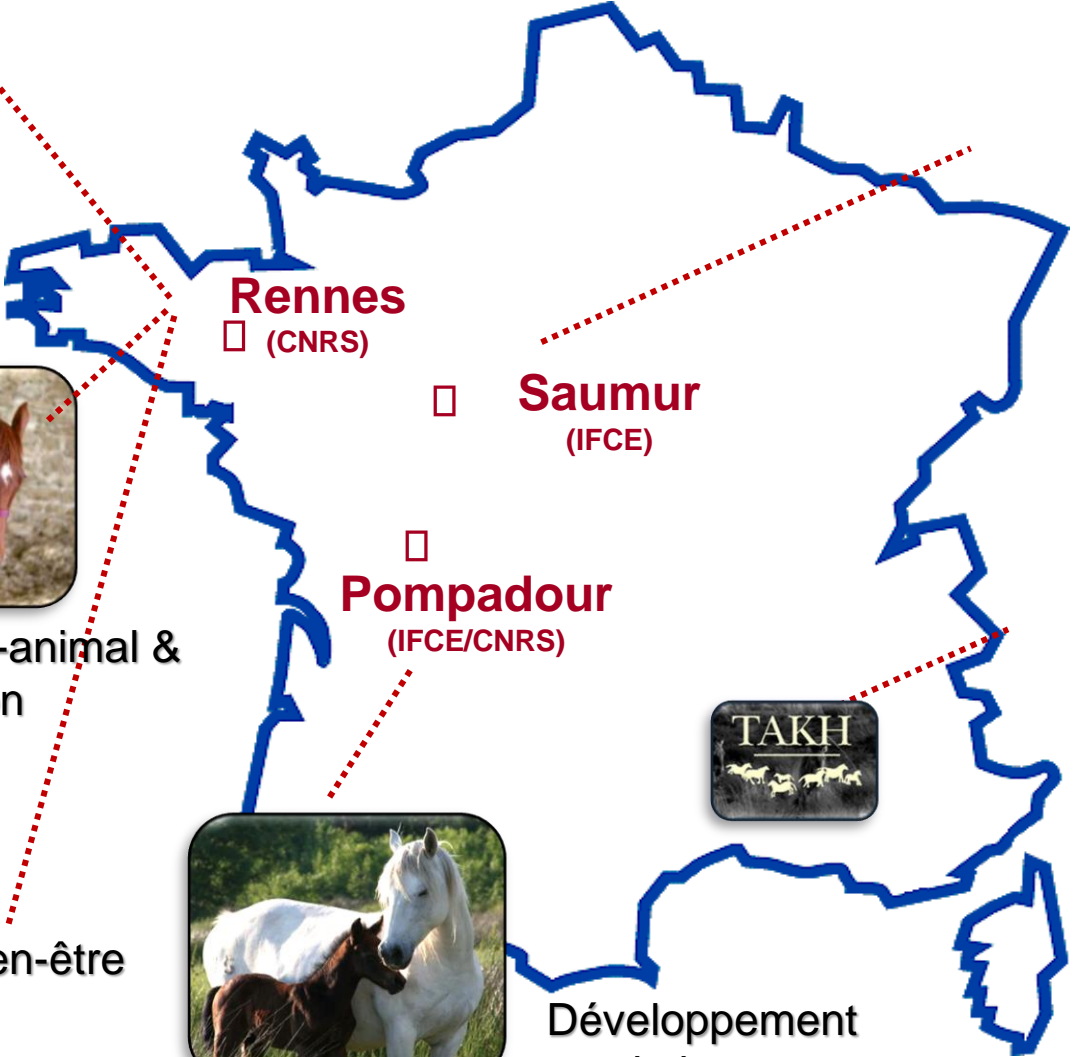 Rennes
(CNRS)
Saumur
(IFCE)
Pompadour
(IFCE/CNRS)
-animal &
TAKH
en-être
Développement